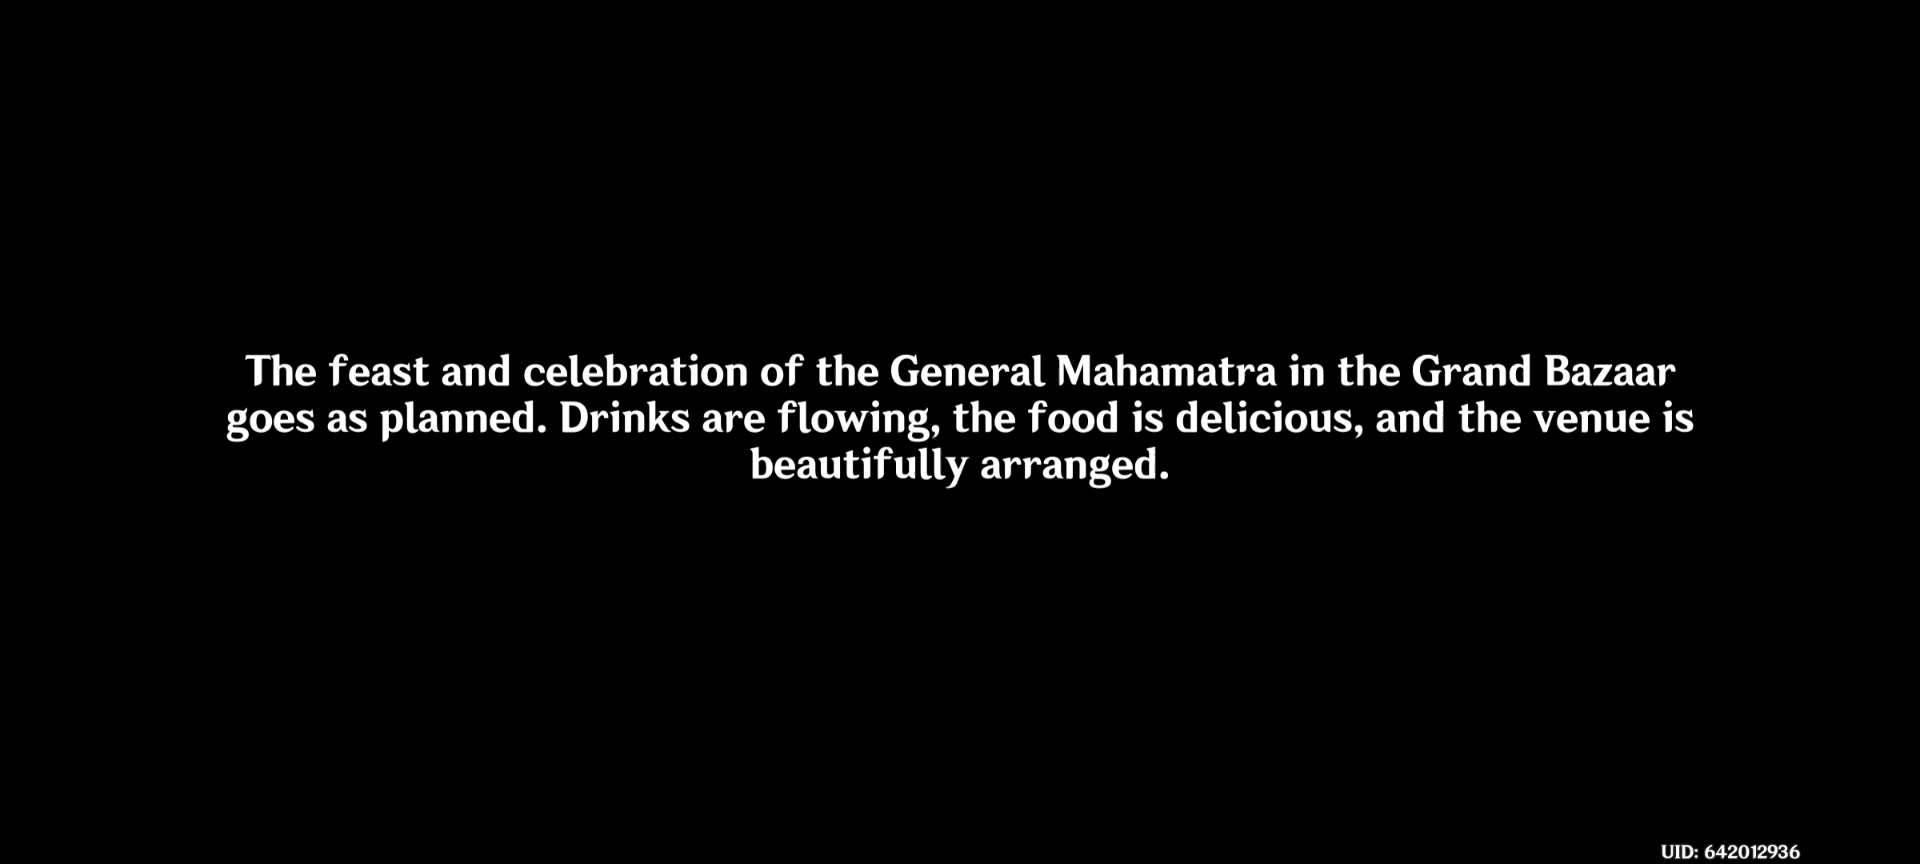 The feast and celebration of the General Mahamatra in the Grand Bazaar
goes as planned. Drinks are flowing, the food is delicious, and the venue is
beautifully arranged.
UID: 642012936